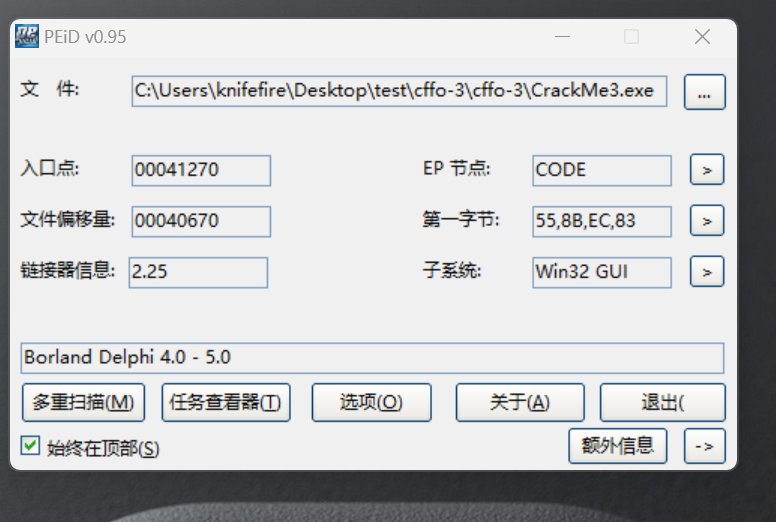 PEiD v0.95
文 件: C:\Users\knifefire\Desktop\test\cffo-3\cffo-3\CrackMe3.exe ...
入口点: 00041270 EP 节点: CODE >
文件偏移量: 00040670 第一字节: 55,8B,EC,83 >
链接器信息: 2.25 子系统: Win32 GUI >
Borland Delphi 4.0 - 5.0
多重扫描(M) 任务查看器(T) 选项(O) 关于(A) 退出(
始终在顶部(S) 额外信息 ->